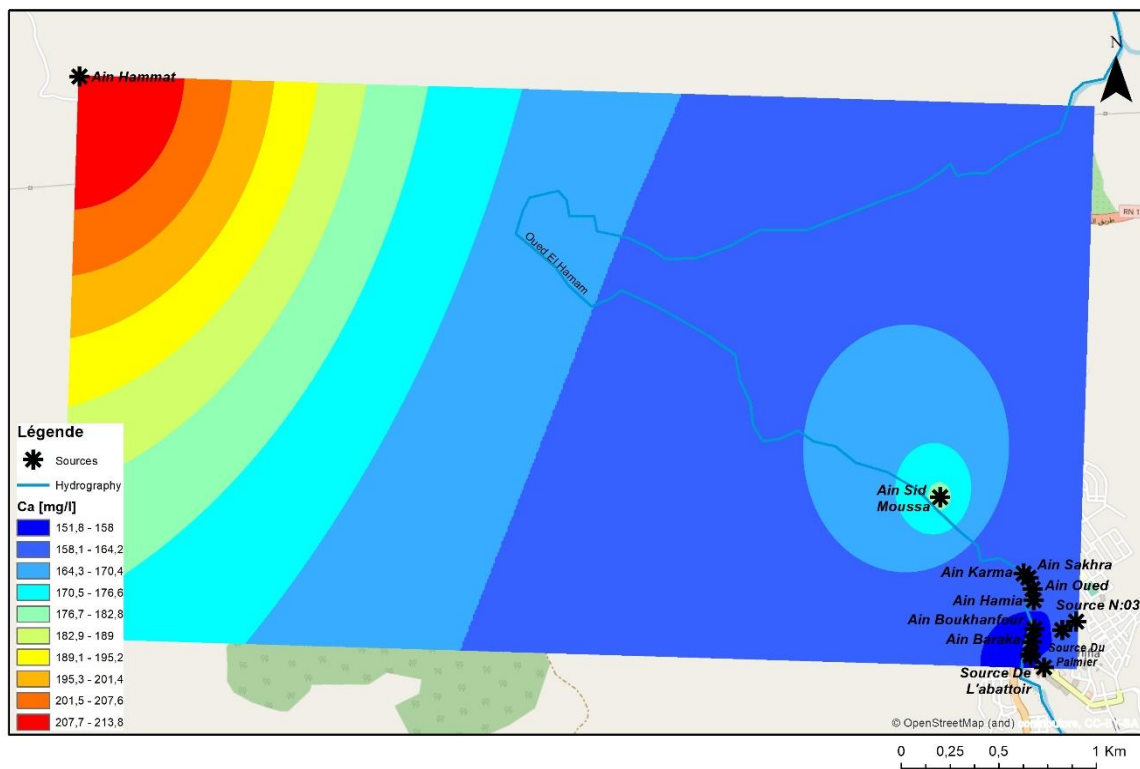 N
Ain Hammat
RN 1
Oued El Hamam
Légende
Sources
Hydrography
Ca [mg/l]
151,8 - 158
158,1 - 164,2
164,3 - 170,4
170,5 - 176,6
176,7 - 182,8
182,9 - 189
189,1 - 195,2
195,3 - 201,4
201,5 - 207,6
207,7 - 213,8
Ain Sid
Moussa
Ain Sakhra
Ain Karma
Ain Oued
Ain Hamia
Source N:03
Ain Boukhanfour
Ain Baraka
Source Du
Palmier
Source De
L'abattoir
© OpenStreetMap (and) contributors, CC-BY-SA
0 0,25 0,5 1 Km